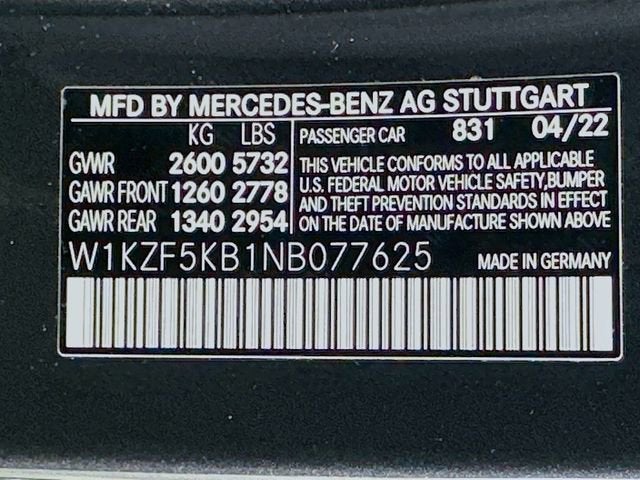 MFD BY MERCEDES-BENZ AG STUTTGART
KG LBS
GVWR 2600 5732
GAWR FRONT 1260 2778
GAWR REAR 1340 2954
PASSENGER CAR 831 04/22
THIS VEHICLE CONFORMS TO ALL APPLICABLE
U.S. FEDERAL MOTOR VEHICLE SAFETY,BUMPER
AND THEFT PREVENTION STANDARDS IN EFFECT
ON THE DATE OF MANUFACTURE SHOWN ABOVE
W1KZF5KB1NB077625 MADE IN GERMANY